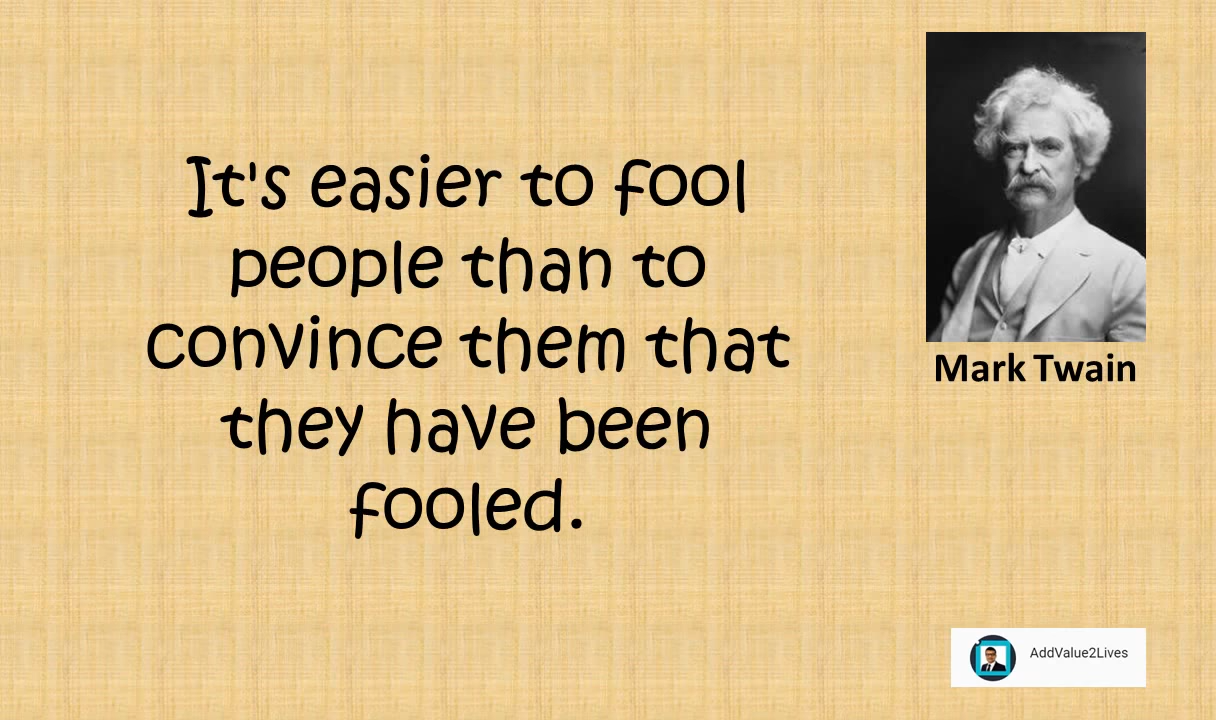 It's easier to fool
people than to
convince them that
they have been
fooled.
Mark Twain
AddValue2Lives